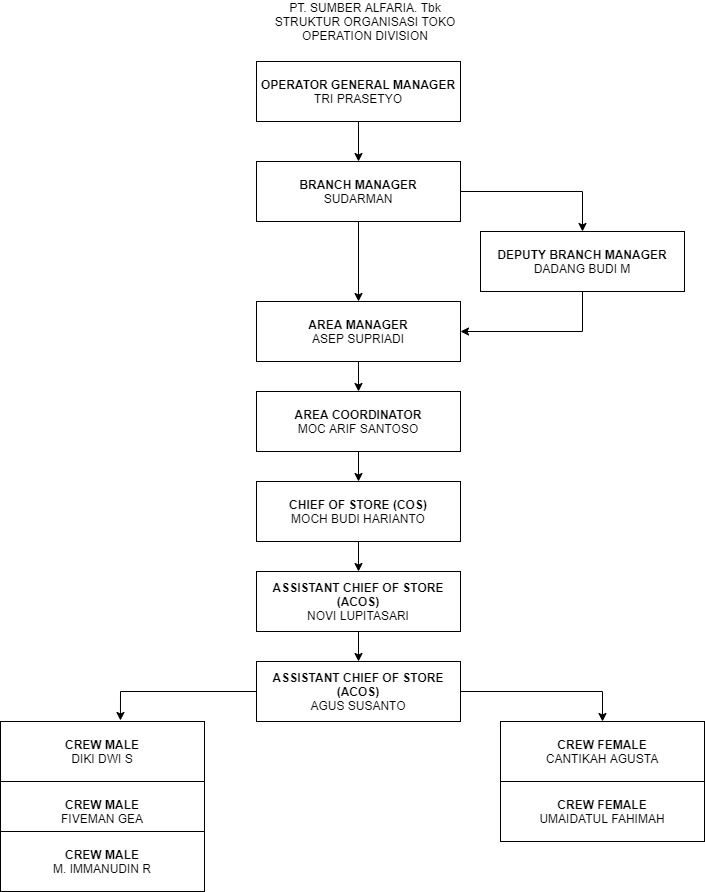 PT. SUMBER ALFARIA. Tbk
STRUKTUR ORGANISASI TOKO
OPERATION DIVISION
OPERATOR GENERAL MANAGER
TRI PRASETYO
BRANCH MANAGER
SUDARMAN
DEPUTY BRANCH MANAGER
DADANG BUDI M
AREA MANAGER
ASEP SUPRIADI
AREA COORDINATOR
MOC ARIF SANTOSO
CHIEF OF STORE (COS)
MOCH BUDI HARIANTO
ASSISTANT CHIEF OF STORE
(ACOS)
NOVI LUPITASARI
ASSISTANT CHIEF OF STORE
(ACOS)
AGUS SUSANTO
CREW MALE
DIKI DWI S
CREW MALE
FIVEMAN GEA
CREW MALE
M. IMMANUDIN R
CREW FEMALE
CANTIKAH AGUSTA
CREW FEMALE
UMAIDATUL FAHIMAH